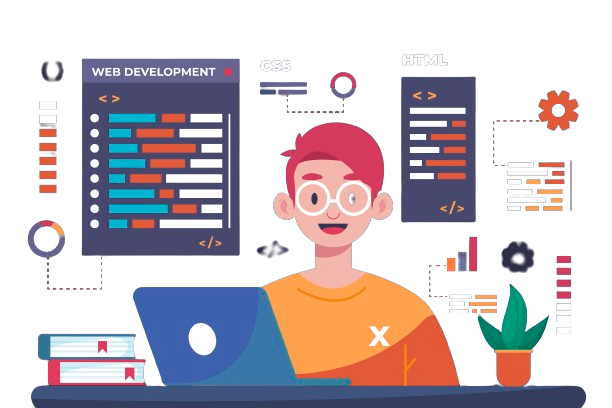 WEB DEVELOPMENT
< >
</>
CSS
HTML
< >
</>
X